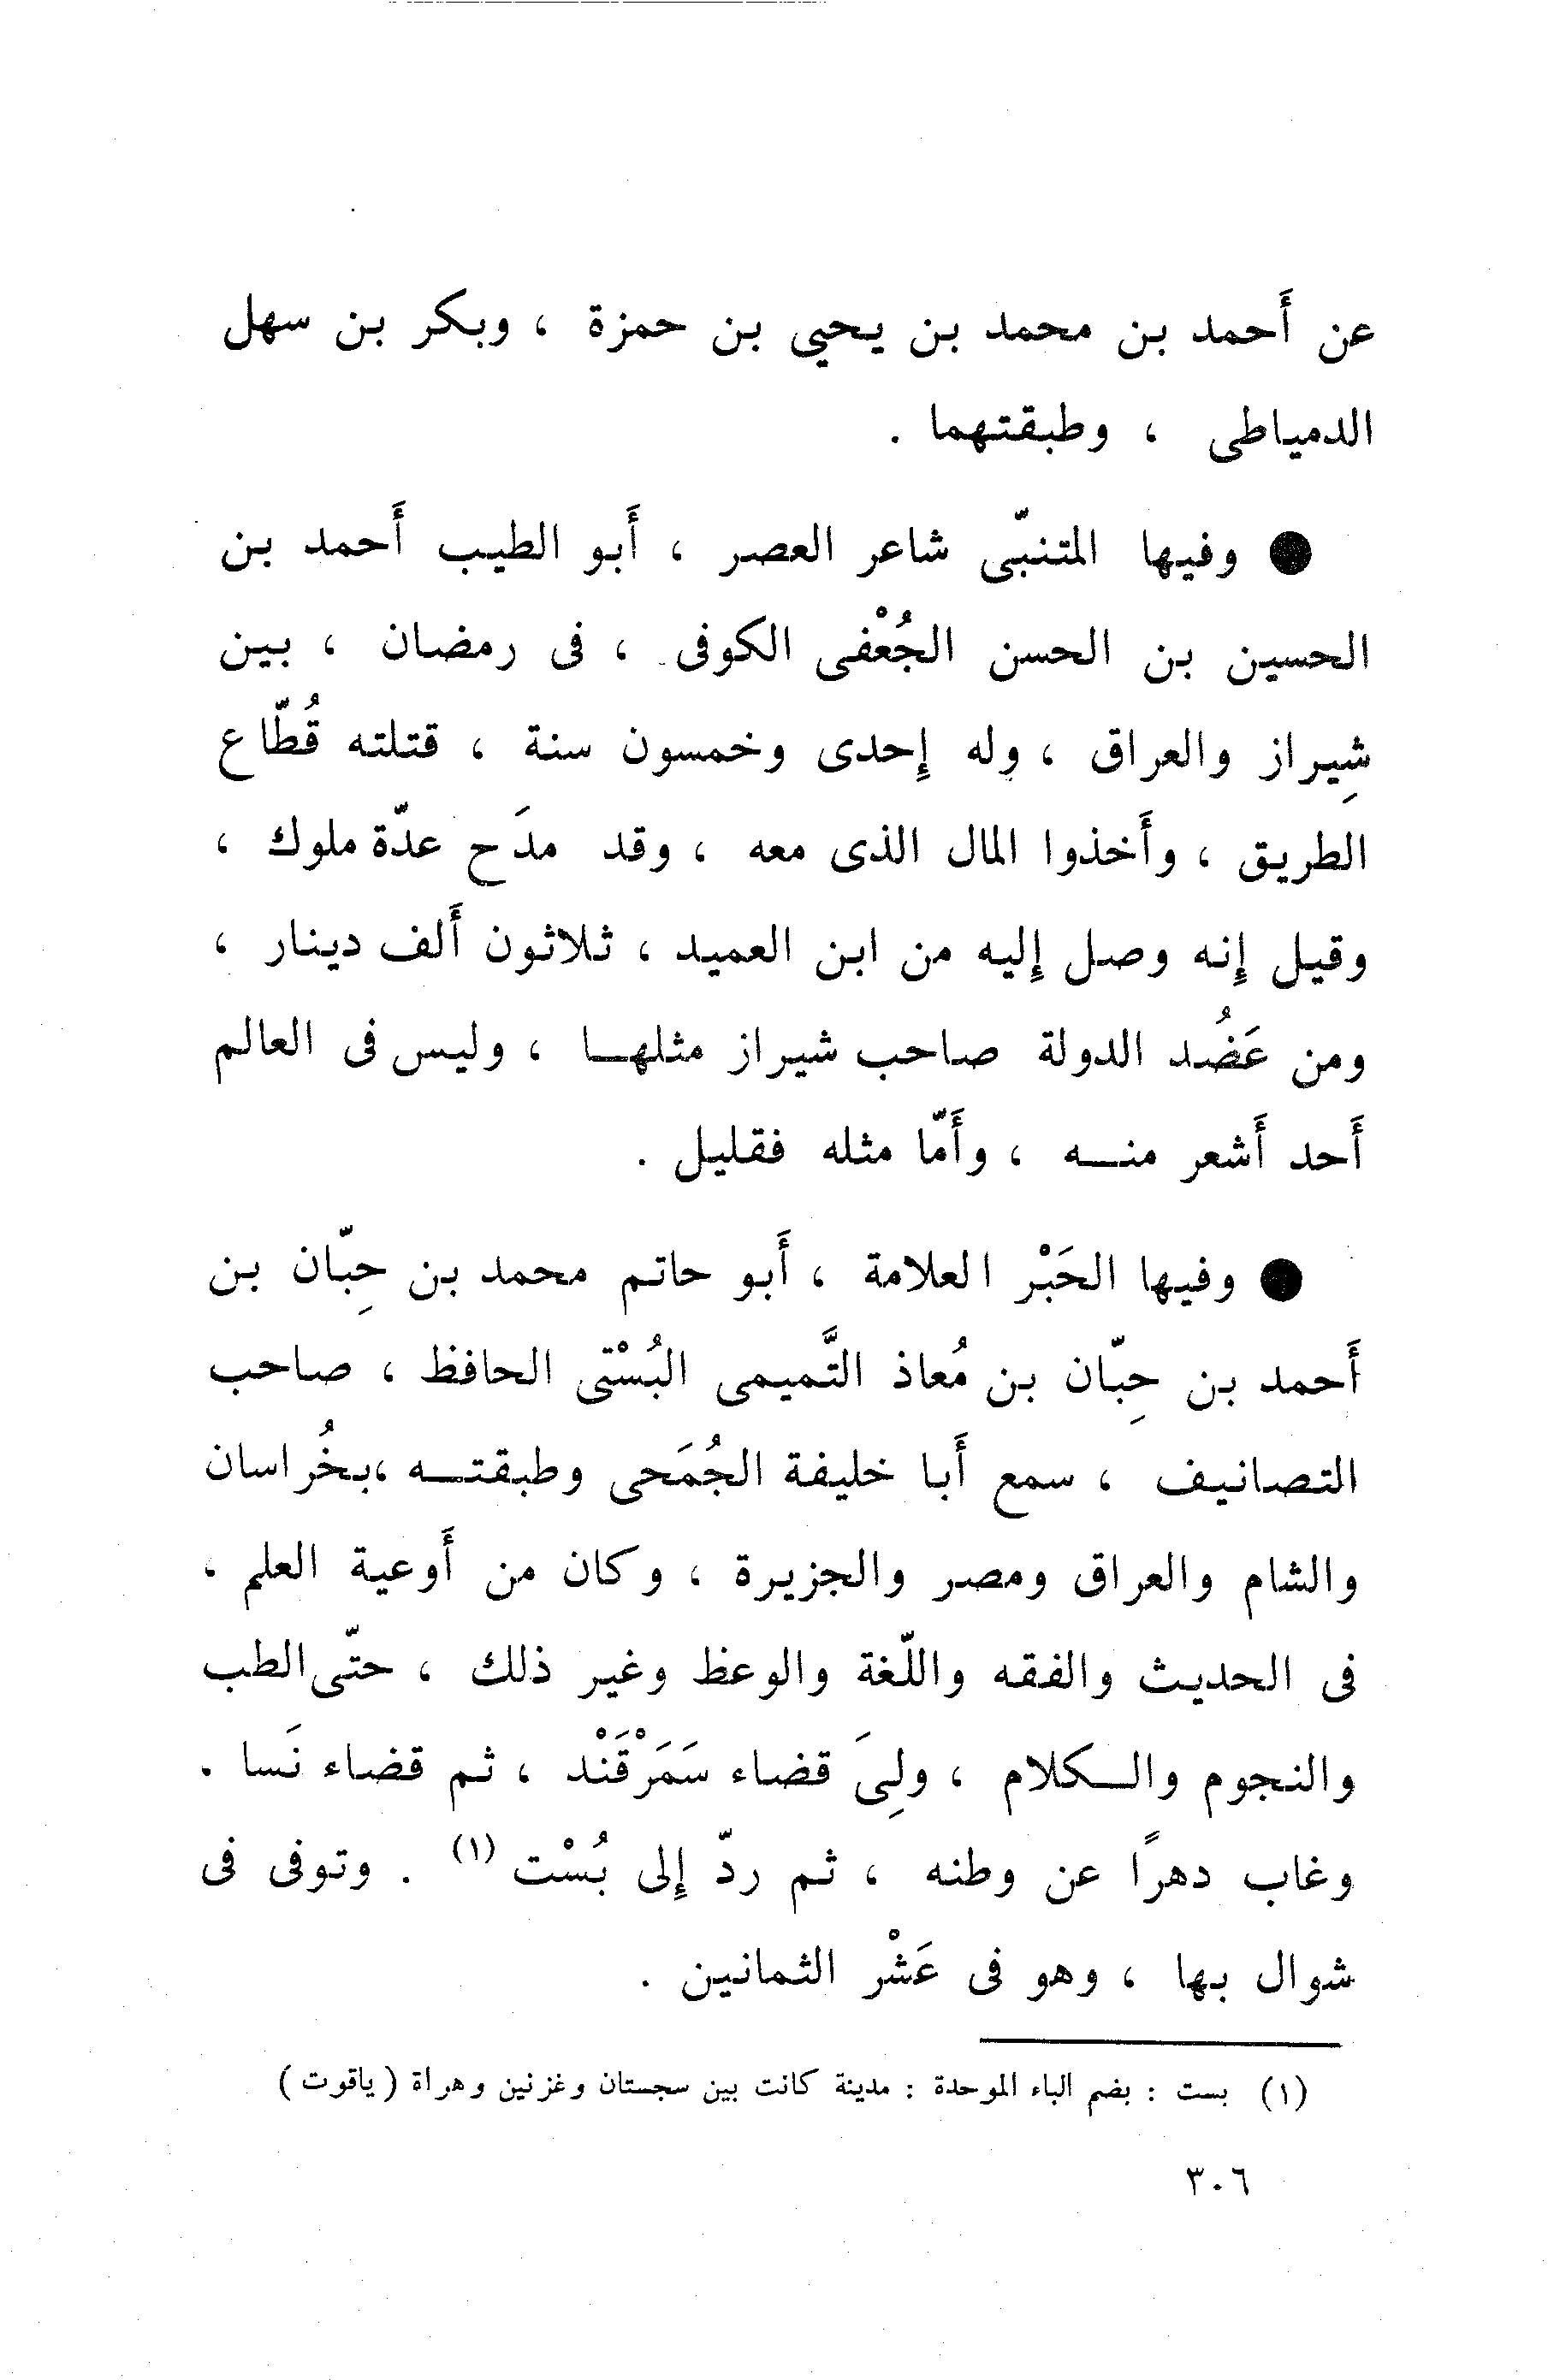 عن أَحمد بن محمد بن يحيى بن حمزة ، وبكر بن سهل
الدمياطى ، وطبقتهما .
● وفيها المتنبّى شاعر العصر ، أَبو الطيب أَحمد بن
الحسين بن الحسن الجُعْفى الكوفى ، فى رمضان ، بين
شِيراز والعراق ، وله إِحدى وخمسون سنة ، قتلته قُطّاع
الطريق ، وأَخذوا المال الذى معه ، وقد مدَح عدّة ملوك ،
وقيل إِنه وصل إِليه من ابن العميد ، ثلاثون أَلف دينار ،
ومن عَضُد الدولة صاحب شيراز مثلهـا ، وليس فى العالم
أَحد أَشعر منـه ، وأَمّا مثله فقليل .
● وفيها الحَبْر العلامة ، أَبو حاتم محمد بن حِبّان بن
أَحمد بن حِبّان بن مُعاذ التَّميمى البُسْتى الحافظ ، صاحب
التصانيف ، سمع أَبا خليفة الجُمَحى وطبقتـه ،بخُراسان
والشام والعراق ومصر والجزيرة ، وكان من أَوعية العلم ،
فى الحديث والفقه واللّغة والوعظ وغير ذلك ، حتّى الطب
والنجوم والـكلام ، ولِىَ قضاء سَمَرْقَنْد ، ثم قضاء نَسا .
وغاب دهرًا عن وطنه ، ثم ردّ إِلى بُسْت (١) . وتوفى فى
شوال بها ، وهو فى عَشْر الثمانين .
(١) بست : بضم الباء الموحدة : مدينة كانت بين سجستان وغزنين وهراة ( ياقوت )
٣٠٦